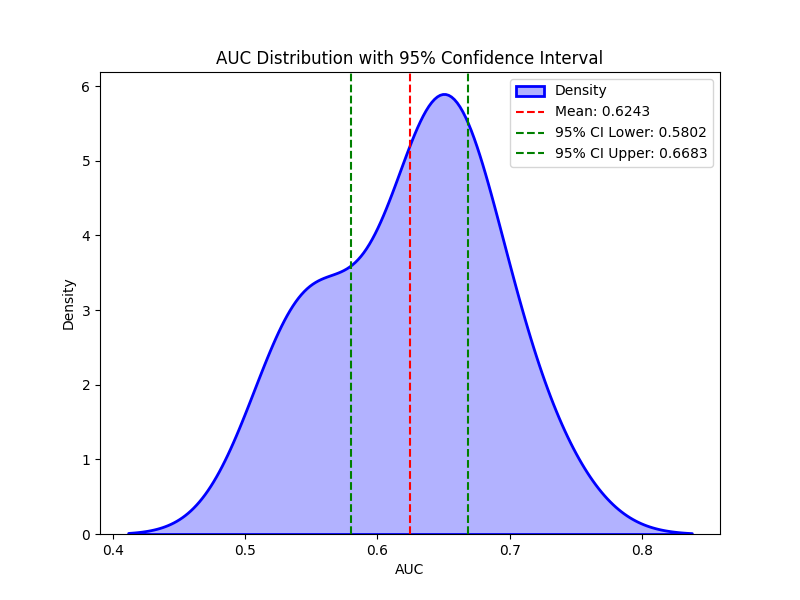 AUC Distribution with 95% Confidence Interval
Density
Mean: 0.6243
95% CI Lower: 0.5802
95% CI Upper: 0.6683
6
5
4
3
2
1
0
Density
0.4 0.5 0.6 0.7 0.8
AUC